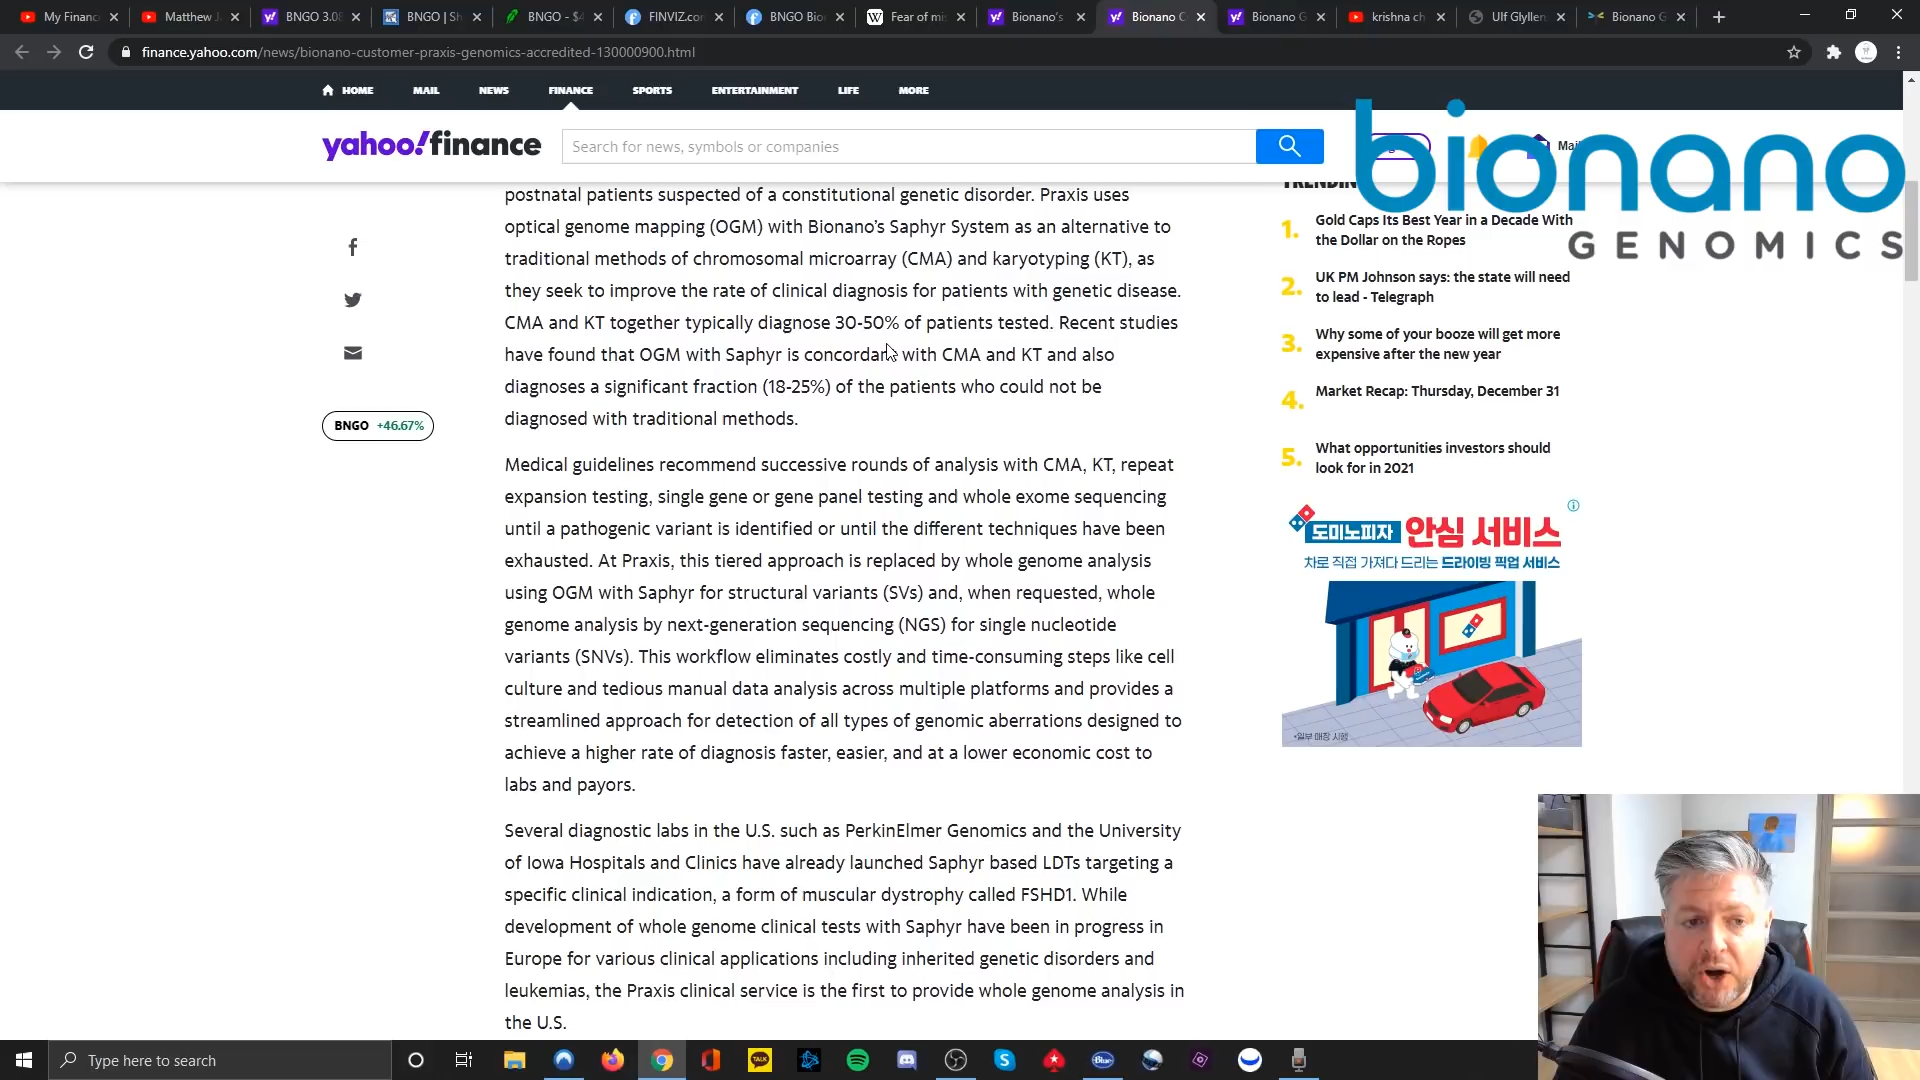 My Financ
Matthew J
BNGO 3.08
BNGO | Sh
BNGO - $4
FINVIZ.co
BNGO Bio
Fear of mi
Bionano's
Bionano C
Bionano G
krishna ch
Ulf Glyllen
Bionano G
finance.yahoo.com/news/bionano-customer-praxis-genomics-accredited-130000900.html
HOME MAIL NEWS FINANCE SPORTS ENTERTAINMENT LIFE MORE
yahoo!finance
Search for news, symbols or companies
Mail
bionano
GENOMICS
postnatal patients suspected of a constitutional genetic disorder. Praxis uses
optical genome mapping (OGM) with Bionano's Saphyr System as an alternative to
traditional methods of chromosomal microarray (CMA) and karyotyping (KT), as
they seek to improve the rate of clinical diagnosis for patients with genetic disease.
CMA and KT together typically diagnose 30-50% of patients tested. Recent studies
have found that OGM with Saphyr is concordant with CMA and KT and also
diagnoses a significant fraction (18-25%) of the patients who could not be
diagnosed with traditional methods.
BNGO +46.67%
Medical guidelines recommend successive rounds of analysis with CMA, KT, repeat
expansion testing, single gene or gene panel testing and whole exome sequencing
until a pathogenic variant is identified or until the different techniques have been
exhausted. At Praxis, this tiered approach is replaced by whole genome analysis
using OGM with Saphyr for structural variants (SVs) and, when requested, whole
genome analysis by next-generation sequencing (NGS) for single nucleotide
variants (SNVs). This workflow eliminates costly and time-consuming steps like cell
culture and tedious manual data analysis across multiple platforms and provides a
streamlined approach for detection of all types of genomic aberrations designed to
achieve a higher rate of diagnosis faster, easier, and at a lower economic cost to
labs and payors.
Several diagnostic labs in the U.S. such as PerkinElmer Genomics and the University
of Iowa Hospitals and Clinics have already launched Saphyr based LDTs targeting a
specific clinical indication, a form of muscular dystrophy called FSHD1. While
development of whole genome clinical tests with Saphyr have been in progress in
Europe for various clinical applications including inherited genetic disorders and
leukemias, the Praxis clinical service is the first to provide whole genome analysis in
the U.S.
TRENDIN
1. Gold Caps Its Best Year in a Decade With
the Dollar on the Ropes
2. UK PM Johnson says: the state will need
to lead - Telegraph
3. Why some of your booze will get more
expensive after the new year
4. Market Recap: Thursday, December 31
5. What opportunities investors should
look for in 2021
도미노피자 안심 서비스
차로 직접 가져다 드리는 드라이빙 픽업 서비스
*일부 매장 시행
Type here to search
TALK
Blue